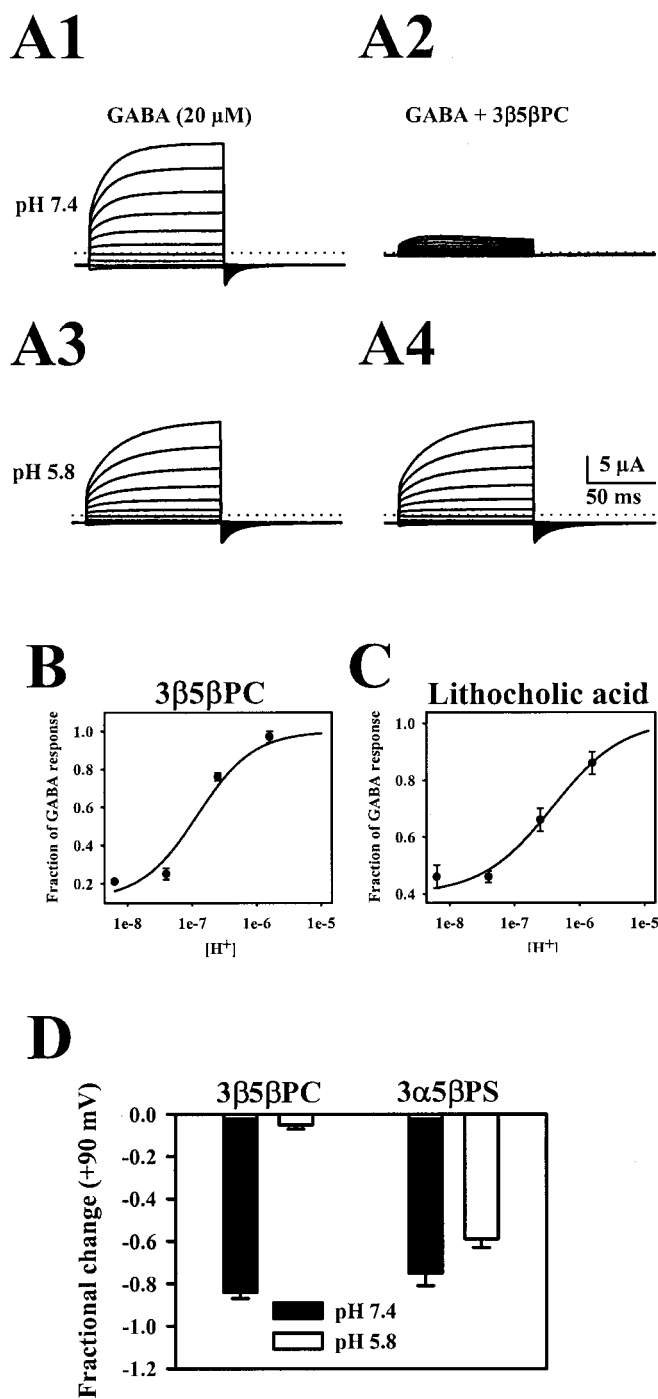 A1
A2
GABA (20 μM)
GABA + 3β5βPC
pH 7.4
A3
A4
pH 5.8
5 μA
50 ms
B
C
3β5βPC
Lithocholic acid
Fraction of GABA response
1.0
0.8
0.6
0.4
0.2
1e-8
1e-7
1e-6
1e-5
[H+]
Fraction of GABA response
1.0
0.8
0.6
0.4
1e-8
1e-7
1e-6
1e-5
[H+]
D
3β5βPC
3α5βPS
Fractional change (+90 mV)
0.0
-0.2
-0.4
-0.6
-0.8
-1.0
-1.2
pH 7.4
pH 5.8